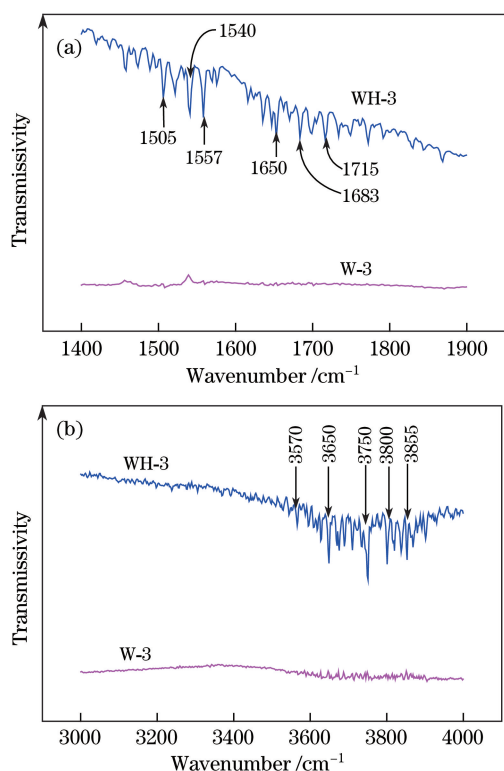 (a)
1540
WH-3
1505
1557
1650
1715
1683
W-3
Transmissivity
1400 1500 1600 1700 1800 1900
Wavenumber /cm⁻¹
(b)
3570 3650 3750 3800 3855
WH-3
W-3
Transmissivity
3000 3200 3400 3600 3800 4000
Wavenumber /cm⁻¹